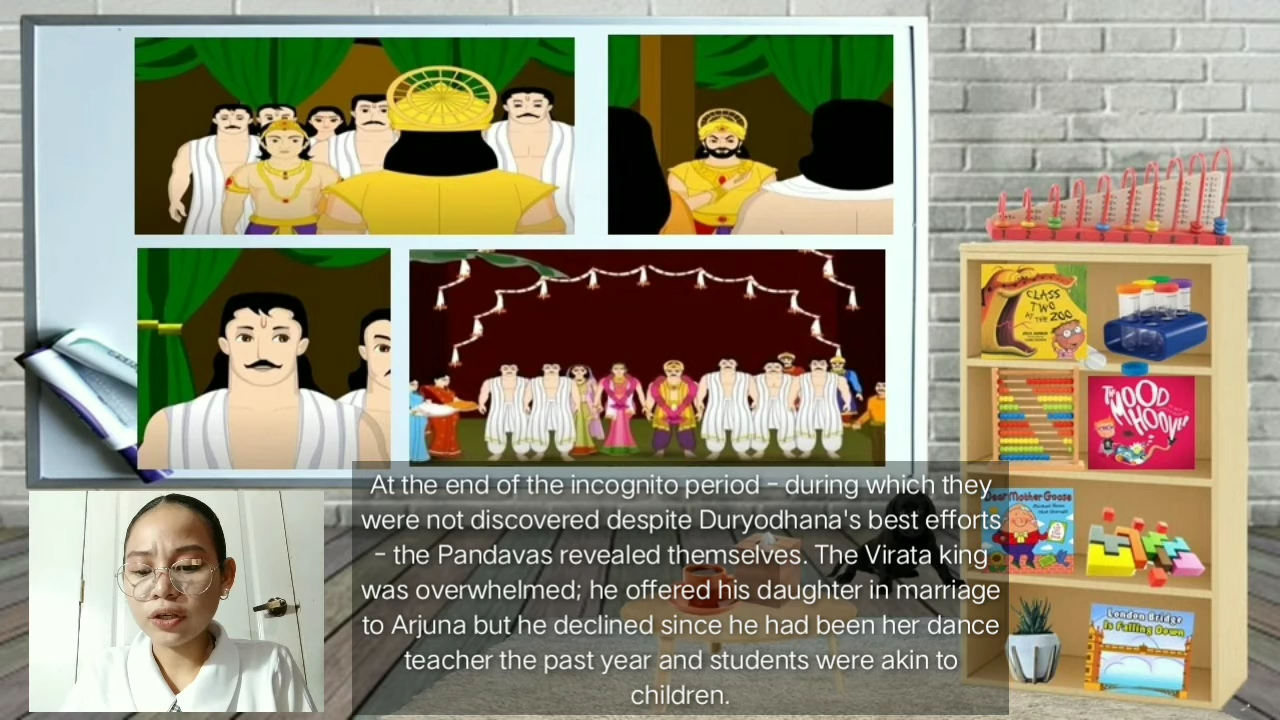 At the end of the incognito period – during which they
were not discovered despite Duryodhana's best efforts
– the Pandavas revealed themselves. The Virata king
was overwhelmed; he offered his daughter in marriage
to Arjuna but he declined since he had been her dance
teacher the past year and students were akin to
children.
CLASS
TWO
AT THE ZOO
THE
MOOD
HOOVER
Dear Mother Goose
London Bridge
Is Falling Down